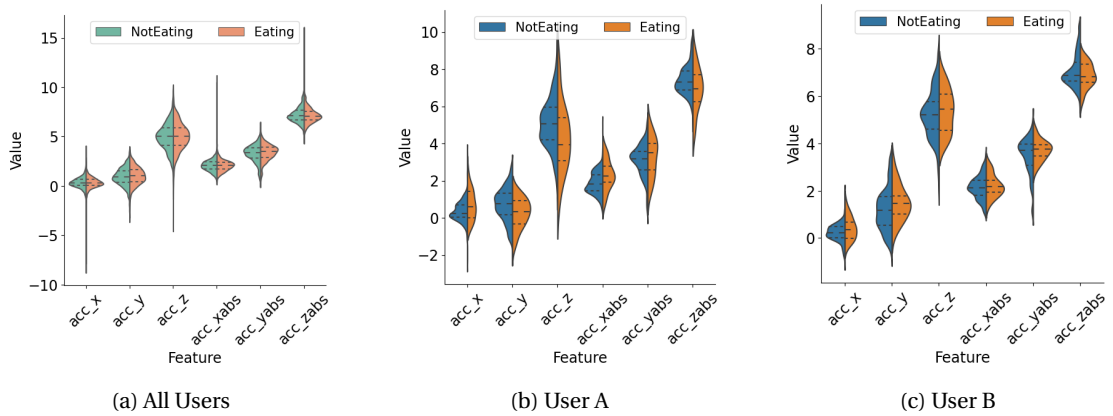 NotEating Eating
15
10
5
0
−5
−10
Value
acc_x
acc_y
acc_z
acc_xabs
acc_yabs
acc_zabs
Feature
(a) All Users
NotEating Eating
10
8
6
4
2
0
−2
Value
acc_x
acc_y
acc_z
acc_xabs
acc_yabs
acc_zabs
Feature
(b) User A
NotEating Eating
8
6
4
2
0
Value
acc_x
acc_y
acc_z
acc_xabs
acc_yabs
acc_zabs
Feature
(c) User B